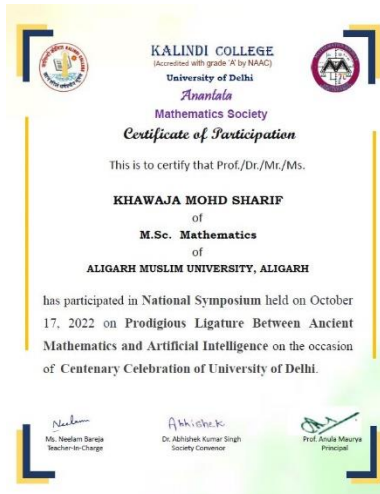 KALINDI COLLEGE
(Accredited with grade 'A' by NAAC)
University of Delhi
Anantata
Mathematics Society
Certificate of Participation
This is to certify that Prof./Dr./Mr./Ms.
KHAWAJA MOHD SHARIF
of
M.Sc. Mathematics
of
ALIGARH MUSLIM UNIVERSITY, ALIGARH
has participated in National Symposium held on October
17, 2022 on Prodigious Ligature Between Ancient
Mathematics and Artificial Intelligence on the occasion
of Centenary Celebration of University of Delhi.
Neelam
Abhishek
Ms. Neelam Bareja
Dr. Abhishek Kumar Singh
Prof. Anula Maurya
Teacher-In-Charge
Society Convenor
Principal